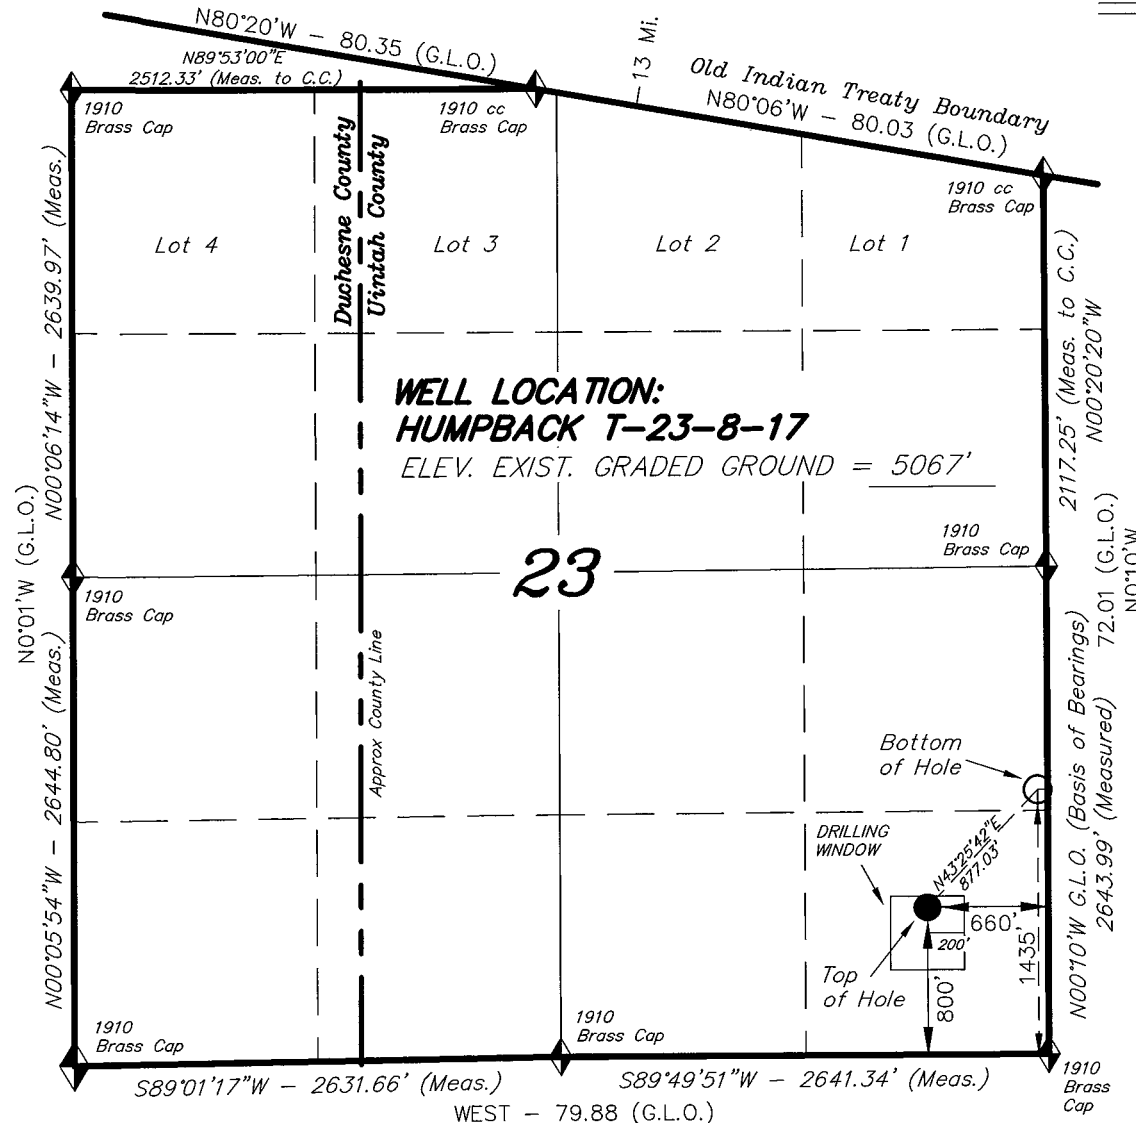 N80°20'W - 80.35 (G.L.O.)
N89°53'00"E
2512.33' (Meas. to C.C.)
13 Mi.
Old Indian Treaty Boundary
N80°06'W - 80.03 (G.L.O.)
1910
Brass Cap
1910 cc
Brass Cap
1910 cc
Brass Cap
Lot 4
Duchesne County
Uintah County
Lot 3
Lot 2
Lot 1
N00°06'14"W - 2639.97' (Meas.)
2117.25' (Meas. to C.C.)
N00°20'20"W
WELL LOCATION:
HUMPBACK T-23-8-17
ELEV. EXIST. GRADED GROUND = 5067'
N0°01'W (G.L.O.)
1910
Brass Cap
23
1910
Brass Cap
72.01 (G.L.O.)
N0°10'W
N00°05'54"W - 2644.80' (Meas.)
Approx County Line
Bottom
of Hole
N00°10'W G.L.O. (Basis of Bearings)
2643.99' (Measured)
DRILLING
WINDOW
N43°25'42"E
877.03'
660'
200'
1435'
800'
Top
of Hole
1910
Brass Cap
1910
Brass Cap
1910
Brass
Cap
S89°01'17"W - 2631.66' (Meas.)
S89°49'51"W - 2641.34' (Meas.)
WEST - 79.88 (G.L.O.)